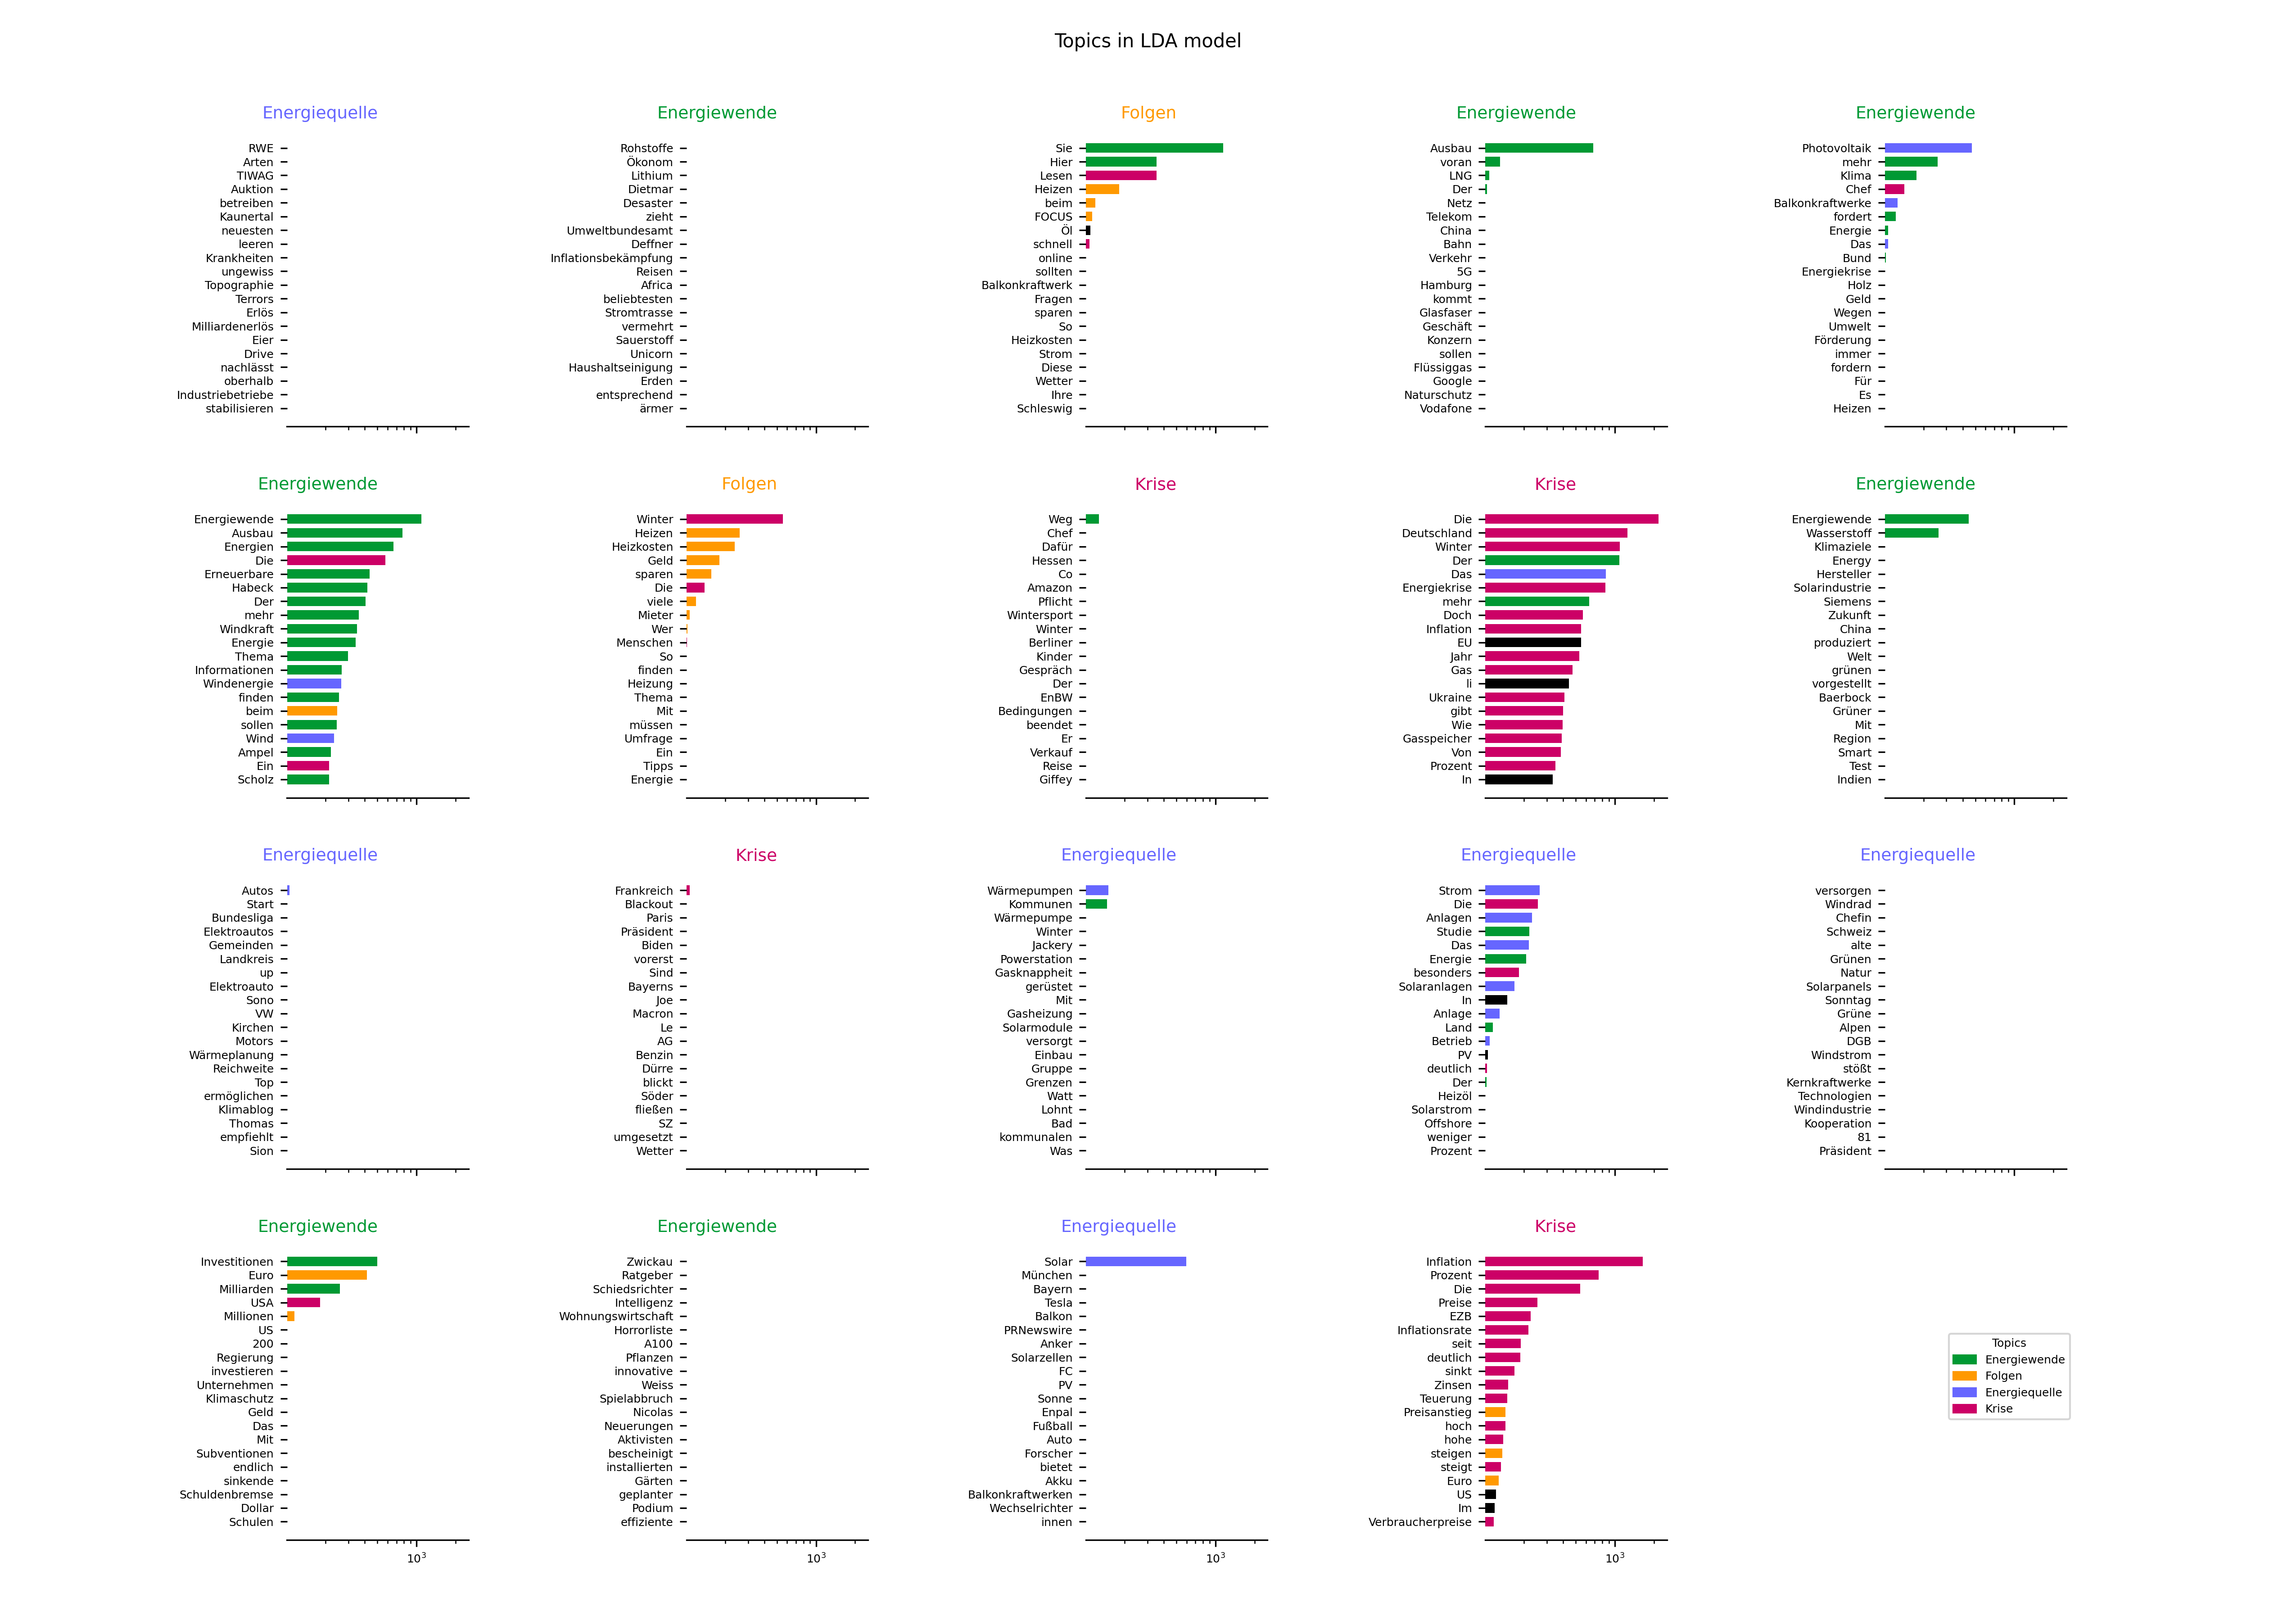 Topics in LDA model
Energiequelle
RWE
Arten
TIWAG
Auktion
betreiben
Kaunertal
neuesten
leeren
Krankheiten
ungewiss
Topographie
Terrors
Erlös
Milliardenerlös
Eier
Drive
nachlässt
oberhalb
Industriebetriebe
stabilisieren
Energiewende
Rohstoffe
Ökonom
Lithium
Dietmar
Desaster
zieht
Umweltbundesamt
Deffner
Inflationsbekämpfung
Reisen
Africa
beliebtesten
Stromtrasse
vermehrt
Sauerstoff
Unicorn
Haushaltseinigung
Erden
entsprechend
ärmer
Folgen
Sie
Hier
Lesen
Heizen
beim
FOCUS
Öl
schnell
online
sollten
Balkonkraftwerk
Fragen
sparen
So
Heizkosten
Strom
Diese
Wetter
Ihre
Schleswig
Energiewende
Ausbau
voran
LNG
Der
Netz
Telekom
China
Bahn
Verkehr
5G
Hamburg
kommt
Glasfaser
Geschäft
Konzern
sollen
Flüssiggas
Google
Naturschutz
Vodafone
Energiewende
Photovoltaik
mehr
Klima
Chef
Balkonkraftwerke
fordert
Energie
Das
Bund
Energiekrise
Holz
Geld
Wegen
Umwelt
Förderung
immer
fordern
Für
Es
Heizen
Energiewende
Energiewende
Ausbau
Energien
Die
Erneuerbare
Habeck
Der
mehr
Windkraft
Energie
Thema
Informationen
Windenergie
finden
beim
sollen
Wind
Ampel
Ein
Scholz
Folgen
Winter
Heizen
Heizkosten
Geld
sparen
Die
viele
Mieter
Wer
Menschen
So
finden
Heizung
Thema
Mit
müssen
Umfrage
Ein
Tipps
Energie
Krise
Weg
Chef
Dafür
Hessen
Co
Amazon
Pflicht
Wintersport
Winter
Berliner
Kinder
Gespräch
Der
EnBW
Bedingungen
beendet
Er
Verkauf
Reise
Giffey
Krise
Die
Deutschland
Winter
Der
Das
Energiekrise
mehr
Doch
Inflation
EU
Jahr
Gas
li
Ukraine
gibt
Wie
Gasspeicher
Von
Prozent
In
Energiewende
Energiewende
Wasserstoff
Klimaziele
Energy
Hersteller
Solarindustrie
Siemens
Zukunft
China
produziert
Welt
grünen
vorgestellt
Baerbock
Grüner
Mit
Region
Smart
Test
Indien
Energiequelle
Autos
Start
Bundesliga
Elektroautos
Gemeinden
Landkreis
up
Elektroauto
Sono
VW
Kirchen
Motors
Wärmeplanung
Reichweite
Top
ermöglichen
Klimablog
Thomas
empfiehlt
Sion
Krise
Frankreich
Blackout
Paris
Präsident
Biden
vorerst
Sind
Bayerns
Joe
Macron
Le
AG
Benzin
Dürre
blickt
Söder
fließen
SZ
umgesetzt
Wetter
Energiequelle
Wärmepumpen
Kommunen
Wärmepumpe
Winter
Jackery
Powerstation
Gasknappheit
gerüstet
Mit
Gasheizung
Solarmodule
versorgt
Einbau
Gruppe
Grenzen
Watt
Lohnt
Bad
kommunalen
Was
Energiequelle
Strom
Die
Anlagen
Studie
Das
Energie
besonders
Solaranlagen
In
Anlage
Land
Betrieb
PV
deutlich
Der
Heizöl
Solarstrom
Offshore
weniger
Prozent
Energiequelle
versorgen
Windrad
Chefin
Schweiz
alte
Grünen
Natur
Solarpanels
Sonntag
Grüne
Alpen
DGB
Windstrom
stößt
Kernkraftwerke
Technologien
Windindustrie
Kooperation
81
Präsident
Energiewende
Investitionen
Euro
Milliarden
USA
Millionen
US
200
Regierung
investieren
Unternehmen
Klimaschutz
Geld
Das
Mit
Subventionen
endlich
sinkende
Schuldenbremse
Dollar
Schulen
10³
Energiewende
Zwickau
Ratgeber
Schiedsrichter
Intelligenz
Wohnungswirtschaft
Horrorliste
A100
Pflanzen
innovative
Weiss
Spielabbruch
Nicolas
Neuerungen
Aktivisten
bescheinigt
installierten
Gärten
geplanter
Podium
effiziente
10³
Energiequelle
Solar
München
Bayern
Tesla
Balkon
PRNewswire
Anker
Solarzellen
FC
PV
Sonne
Enpal
Fußball
Auto
Forscher
bietet
Akku
Balkonkraftwerken
Wechselrichter
innen
10³
Krise
Inflation
Prozent
Die
Preise
EZB
Inflationsrate
seit
deutlich
sinkt
Zinsen
Teuerung
Preisanstieg
hoch
hohe
steigen
steigt
Euro
US
Im
Verbraucherpreise
10³
Topics
Energiewende
Folgen
Energiequelle
Krise